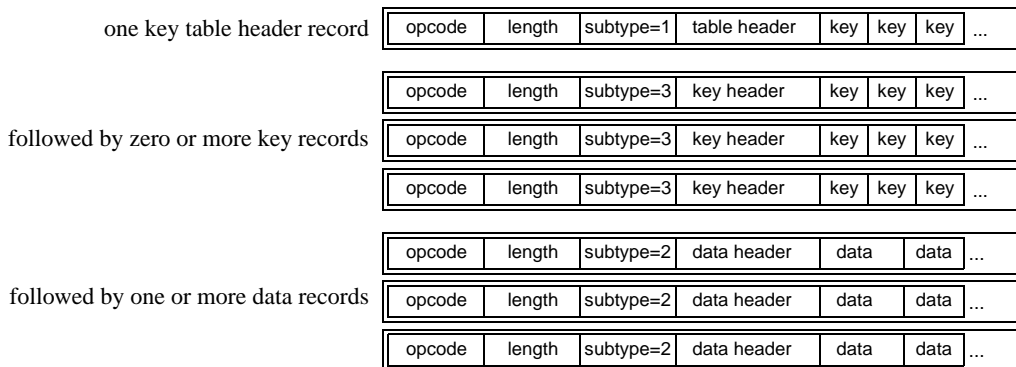 one key table header record opcode length subtype=1 table header key key key ...
opcode length subtype=3 key header key key key ...
followed by zero or more key records opcode length subtype=3 key header key key key ...
opcode length subtype=3 key header key key key ...
opcode length subtype=2 data header data data ...
followed by one or more data records opcode length subtype=2 data header data data ...
opcode length subtype=2 data header data data ...